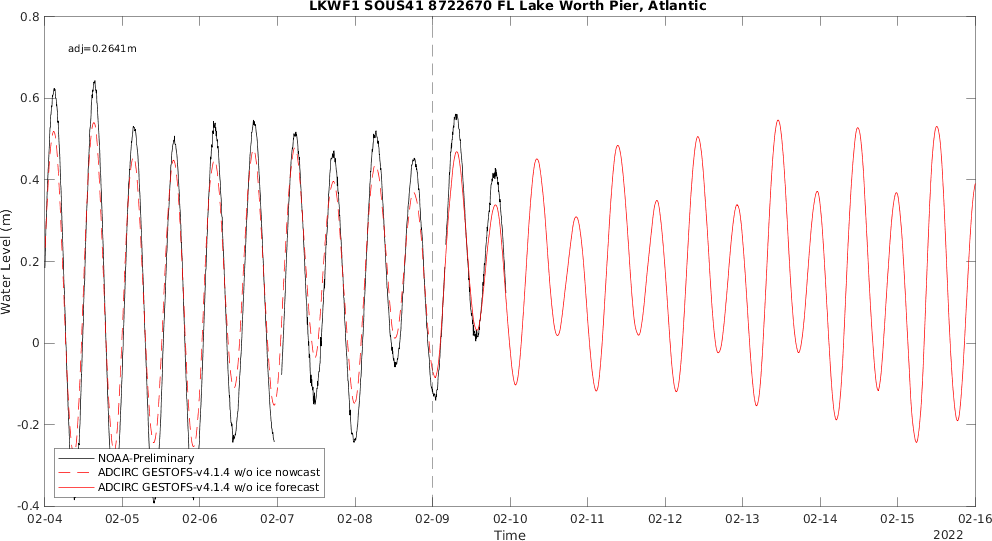 LKWF1 SOUS41 8722670 FL Lake Worth Pier, Atlantic
adj=0.2641m
0.8
0.6
0.4
0.2
0
-0.2
-0.4
Water Level (m)
NOAA-Preliminary
ADCIRC GESTOFS-v4.1.4 w/o ice nowcast
ADCIRC GESTOFS-v4.1.4 w/o ice forecast
02-04 02-05 02-06 02-07 02-08 02-09 02-10 02-11 02-12 02-13 02-14 02-15 02-16
Time
2022